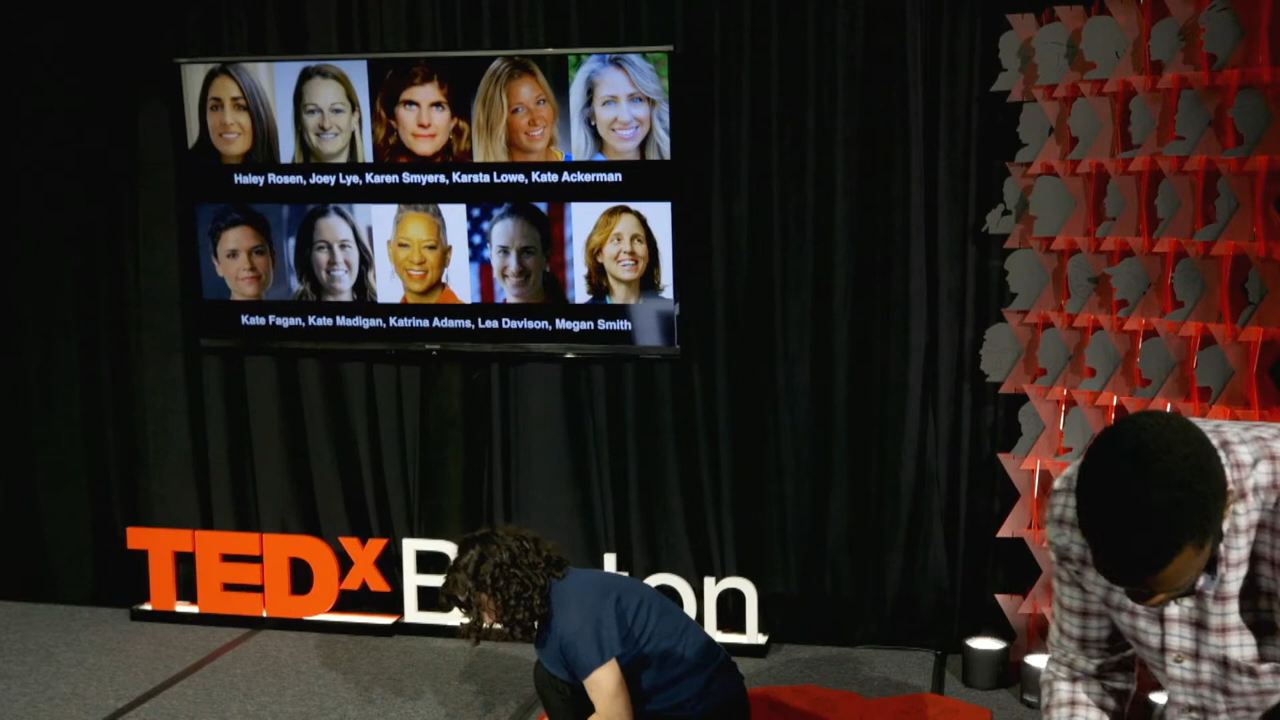 Haley Rosen, Joey Lye, Karen Smyers, Karsta Lowe, Kate Ackerman
Kate Fagan, Kate Madigan, Katrina Adams, Lea Davison, Megan Smith
TEDx B ton